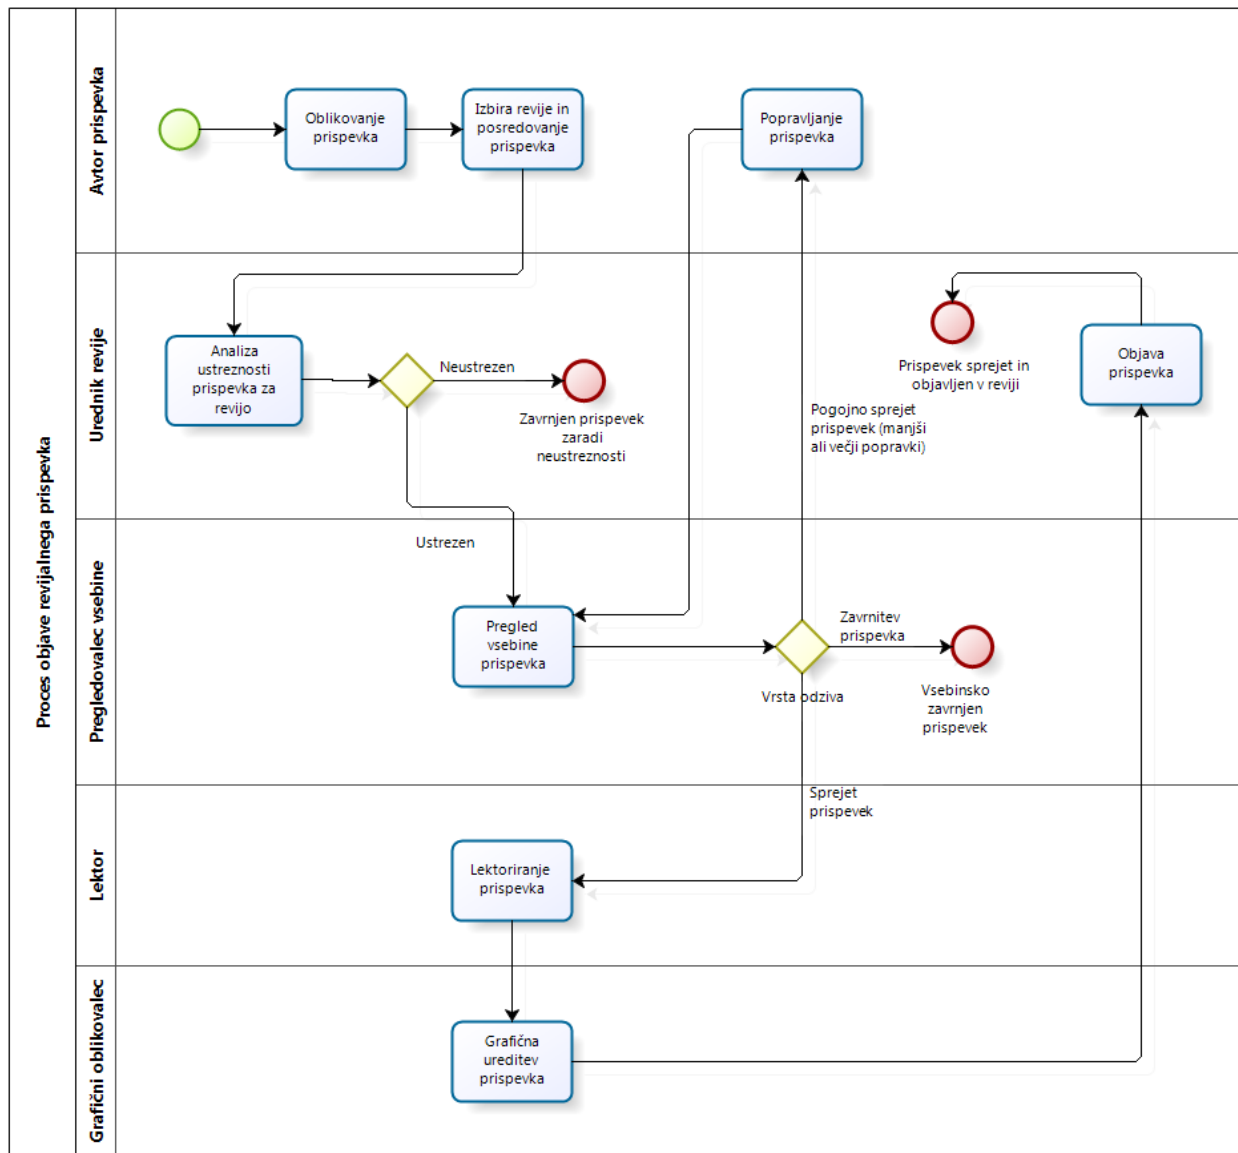 Proces objave revijalnega prispevka
Avtor prispevka
Oblikovanje
prispevka
Izbira revije in
posredovanje
prispevka
Popravljanje
prispevka
Urednik revije
Analiza
ustreznosti
prispevka za
revijo
Neustrezen
Zavrnjen prispevek
zaradi
neustreznosti
Pogojno sprejet
prispevek (manjši
ali večji popravki)
Prispevek sprejet in
objavljen v reviji
Objava
prispevka
Pregledovalec vsebine
Ustrezen
Pregled
vsebine
prispevka
Vrsta odziva
Zavrnitev
prispevka
Vsebinsko
zavrnjen
prispevek
Lektor
Sprejet
prispevek
Lektoriranje
prispevka
Grafični oblikovalec
Grafična
ureditev
prispevka